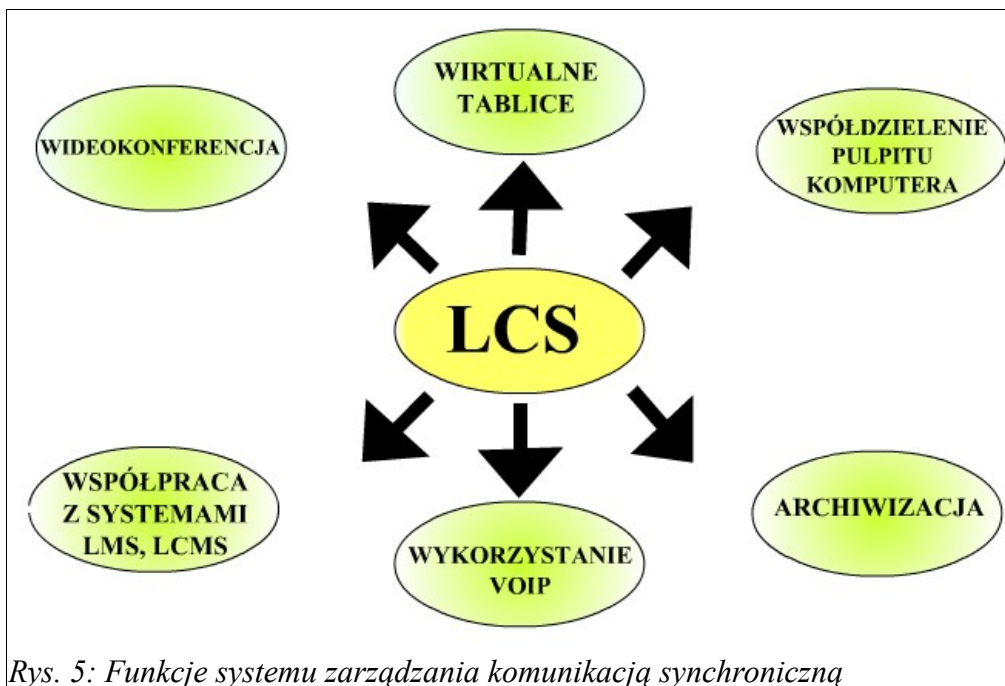 WIRTUALNE
TABLICE
WIDEOKONFERENCJA
WSPÓŁDZIELENIE
PULPITU
KOMPUTERA
LCS
WSPÓŁPRACA
Z SYSTEMAMI
LMS, LCMS
WYKORZYSTANIE
VOIP
ARCHIWIZACJA
Rys. 5: Funkcje systemu zarządzania komunikacją synchroniczną